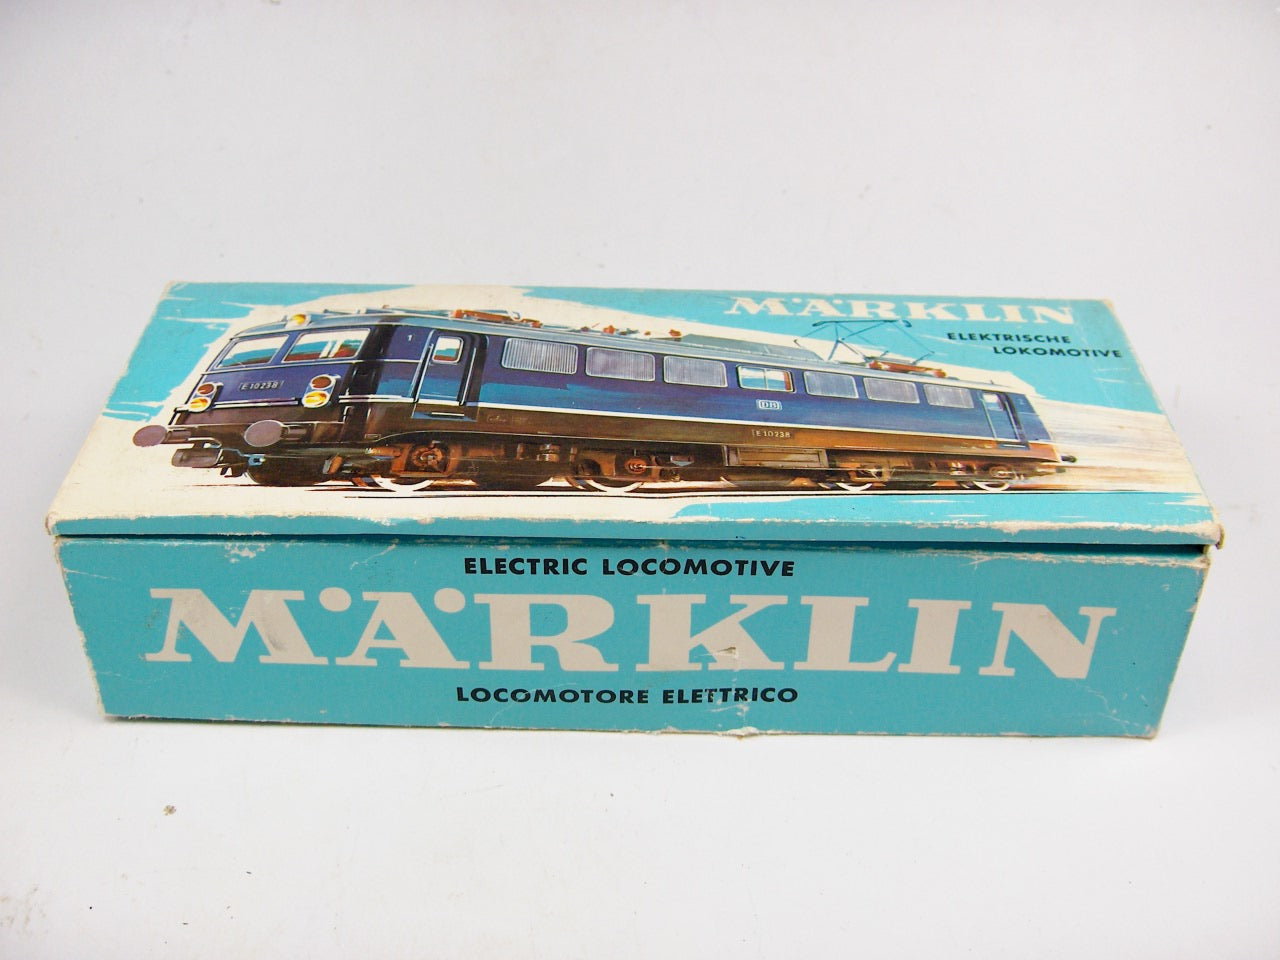 MÄRKLIN
ELEKTRISCHE
LOKOMOTIVE
1
E 10238
DB
E 10238
ELECTRIC LOCOMOTIVE
MÄRKLIN
LOCOMOTORE ELETTRICO